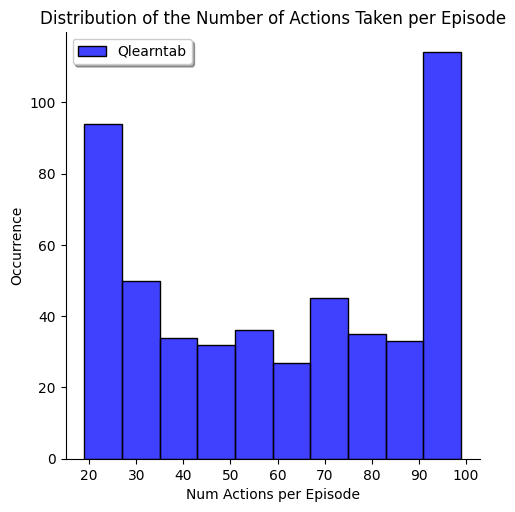 Distribution of the Number of Actions Taken per Episode
Qlearntab
Occurrence
100
80
60
40
20
0
20 30 40 50 60 70 80 90 100
Num Actions per Episode